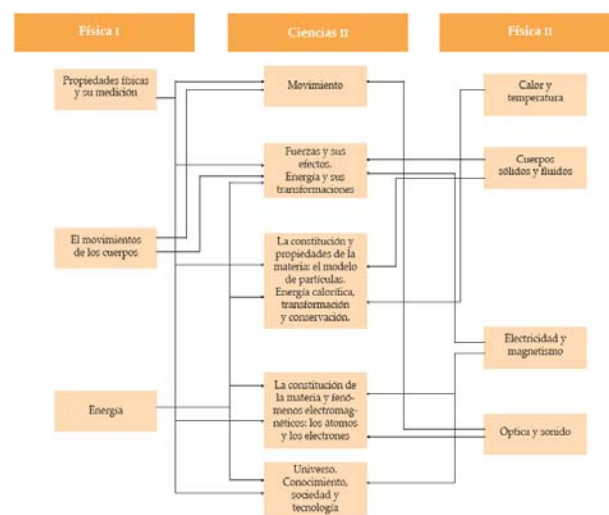 Física I
Ciencias II
Física II
Propiedades físicas
y su medición
El movimientos
de los cuerpos
Energía
Movimiento
Fuerzas y sus
efectos.
Energía y sus
transformaciones
La constitución y
propiedades de la
materia: el modelo
de partículas.
Energía calorífica,
transformación
y conservación.
La constitución de
la materia y fenó-
menos electromag-
néticos: los átomos
y los electrones
Universo.
Conocimiento,
sociedad y
tecnología
Calor y
temperatura
Cuerpos
sólidos y fluidos
Electricidad y
magnetismo
Óptica y sonido